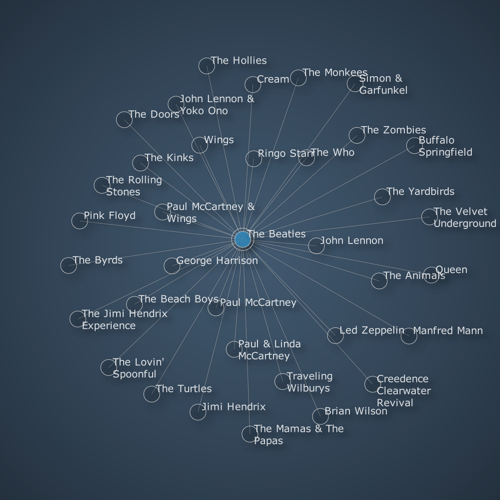 The Hollies
The Monkees
Cream
Simon &
Garfunkel
John Lennon &
Yoko Ono
The Doors
The Zombies
Wings
Buffalo
Springfield
Ringo Starr
The Who
The Kinks
The Rolling
Stones
The Yardbirds
Paul McCartney &
Wings
Pink Floyd
The Velvet
Underground
The Beatles
John Lennon
The Byrds
George Harrison
Queen
The Animals
The Beach Boys
Paul McCartney
The Jimi Hendrix
Experience
Led Zeppelin
Manfred Mann
Paul & Linda
McCartney
The Lovin'
Spoonful
Traveling
Wilburys
Creedence
Clearwater
Revival
The Turtles
Jimi Hendrix
Brian Wilson
The Mamas & The
Papas